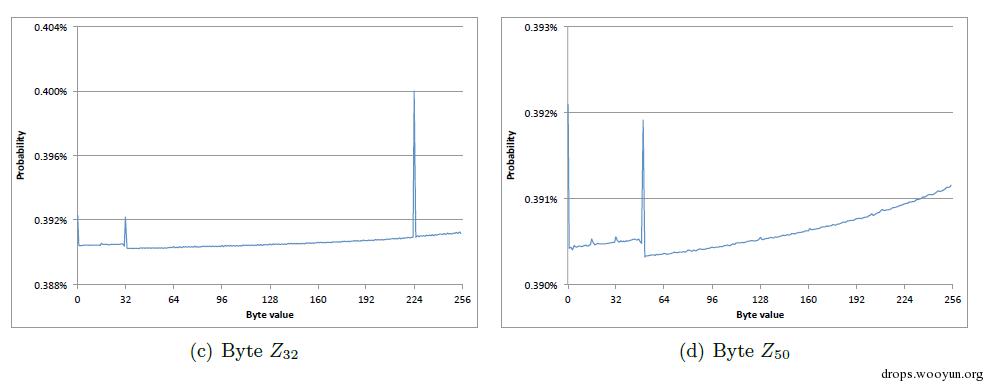 0.404%
0.400%
0.396%
0.392%
0.388%
Probability
0 32 64 96 128 160 192 224 256
Byte value
(c) Byte Z32
0.393%
0.392%
0.391%
0.390%
Probability
0 32 64 96 128 160 192 224 256
Byte value
(d) Byte Z50
drops.wooyun.org